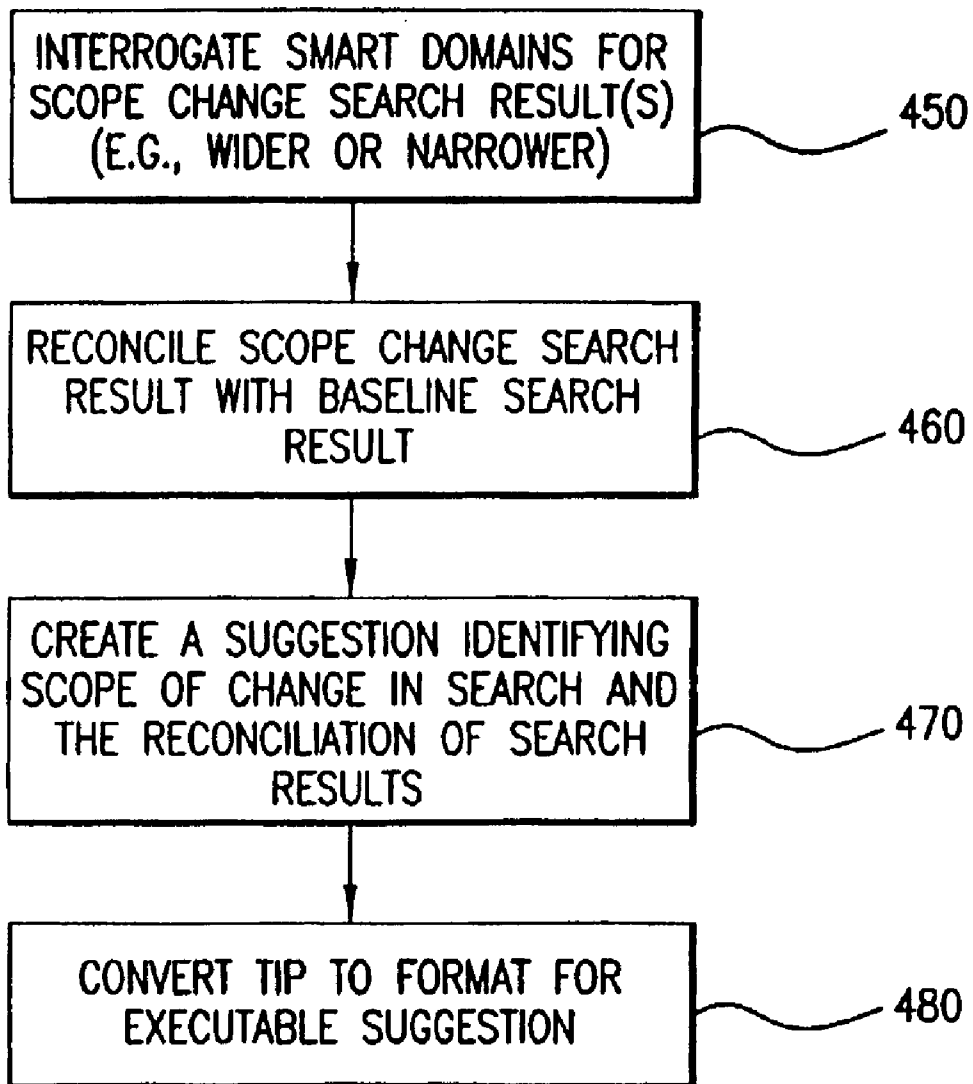 INTERROGATE SMART DOMAINS FOR
SCOPE CHANGE SEARCH RESULT(S)
(E.G., WIDER OR NARROWER)
450
RECONCILE SCOPE CHANGE SEARCH
RESULT WITH BASELINE SEARCH
RESULT
460
CREATE A SUGGESTION IDENTIFYING
SCOPE OF CHANGE IN SEARCH AND
THE RECONCILIATION OF SEARCH
RESULTS
470
CONVERT TIP TO FORMAT FOR
EXECUTABLE SUGGESTION
480